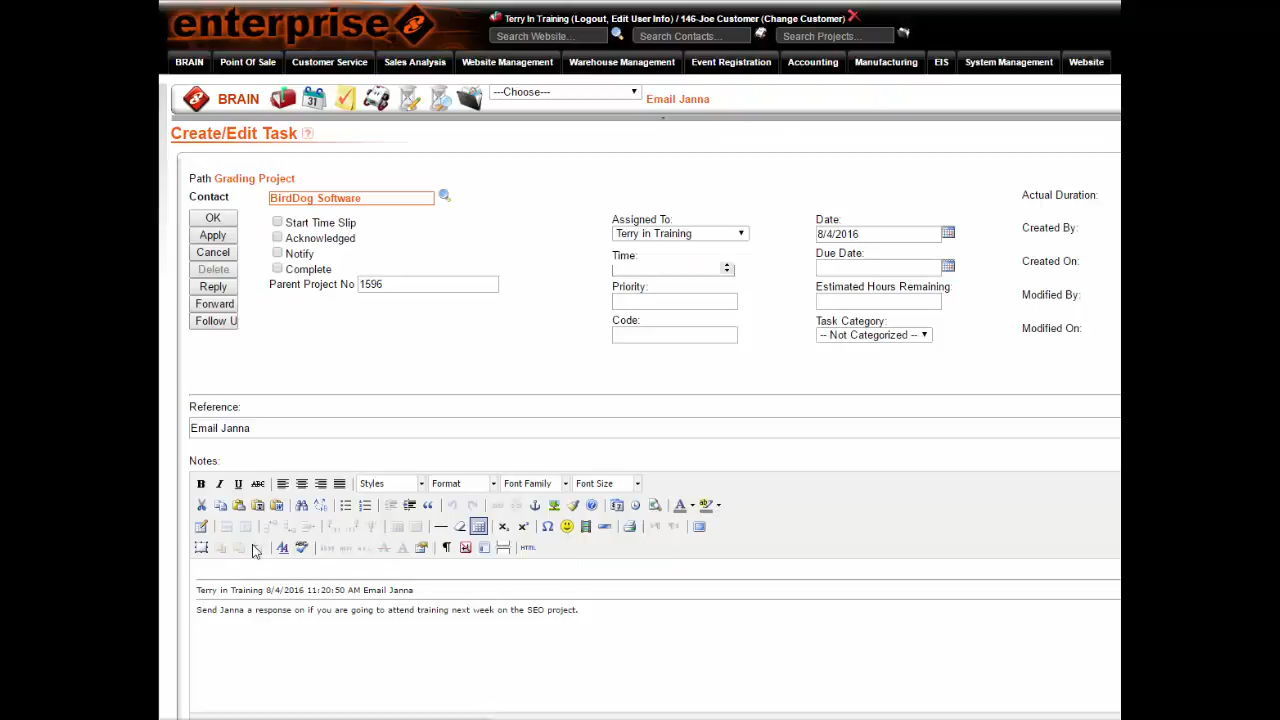 enterprise
Terry In Training (Logout, Edit User Info) / 146-Joe Customer (Change Customer)
Search Website... Search Contacts... Search Projects...
BRAIN Point Of Sale Customer Service Sales Analysis Website Management Warehouse Management Event Registration Accounting Manufacturing EIS System Management Website
BRAIN 31 ---Choose--- Email Janna
Create/Edit Task ?
Path Grading Project
Contact BirdDog Software Actual Duration:
OK Start Time Slip Assigned To: Date: Created By:
Apply Acknowledged Terry in Training 8/4/2016
Cancel Notify Time: Due Date: Created On:
Delete Complete
Reply Parent Project No 1596 Priority: Estimated Hours Remaining: Modified By:
Forward
Follow U Code: Task Category: Modified On:
-- Not Categorized --
Reference:
Email Janna
Notes:
B I U ABC Styles Format Font Family Font Size
HTML
Terry in Training 8/4/2016 11:20:50 AM Email Janna
Send Janna a response on if you are going to attend training next week on the SEO project.